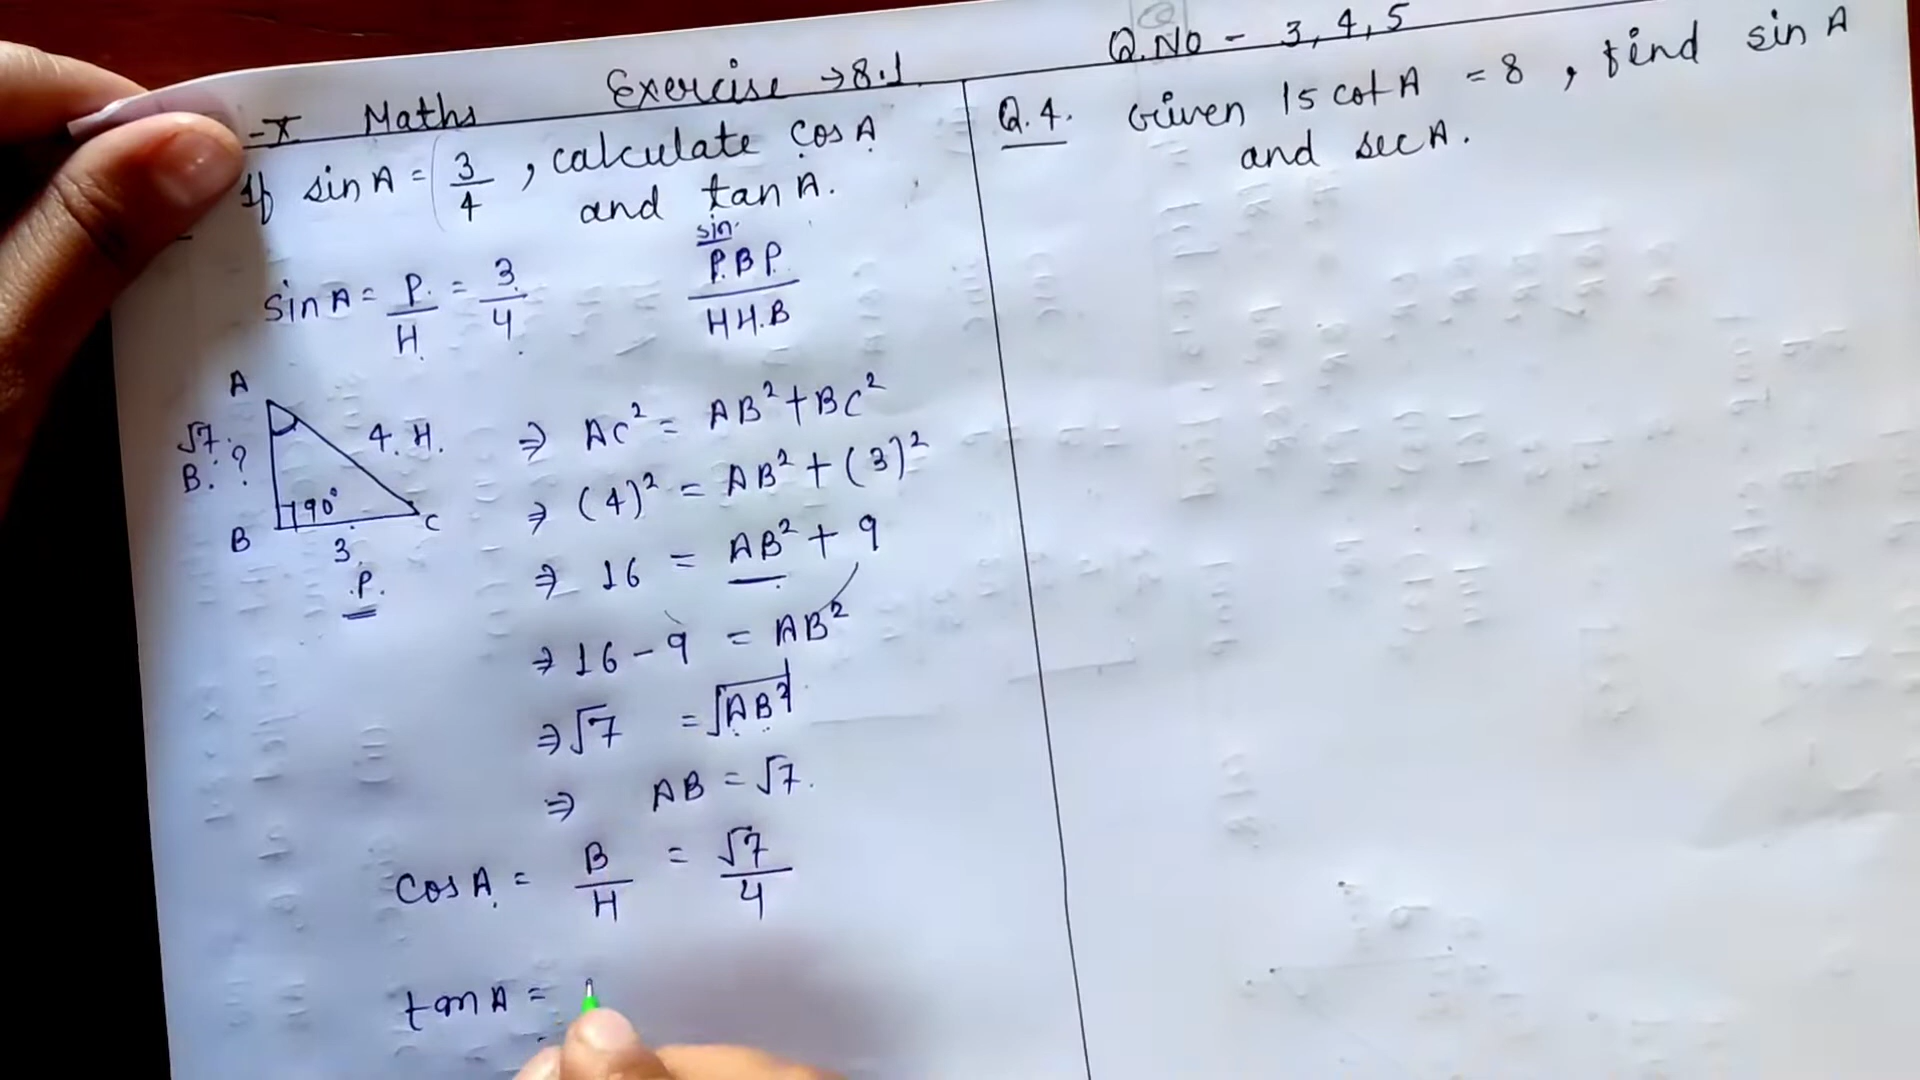 -X Maths Exercise → 8.1 Q.No - 3, 4, 5
If sin A = 3/4, calculate cos A
and tan A.
sin
P.B P.
H H.B
sin A = P/H = 3/4
A
√7.
B. ?
4. H.
90°
B
C
3
.P.
⇒ AC² = AB² + BC²
⇒ (4)² = AB² + (3)²
⇒ 16 = AB² + 9
⇒ 16 - 9 = AB²
⇒ √7 = √AB²
⇒ AB = √7.
cos A = B/H = √7/4
tan A =
Q.4. Given 15 cot A = 8, find sin A
and sec A.